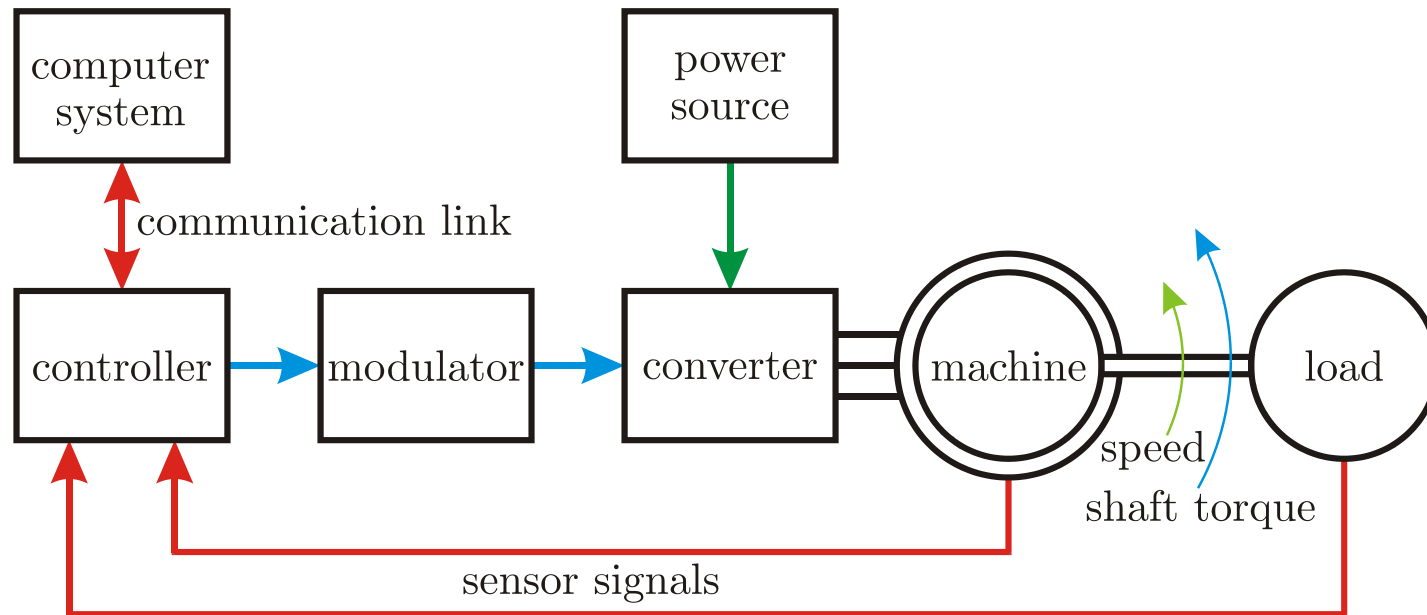 computer
system
power
source
communication link
controller
modulator
converter
machine
load
speed
shaft torque
sensor signals